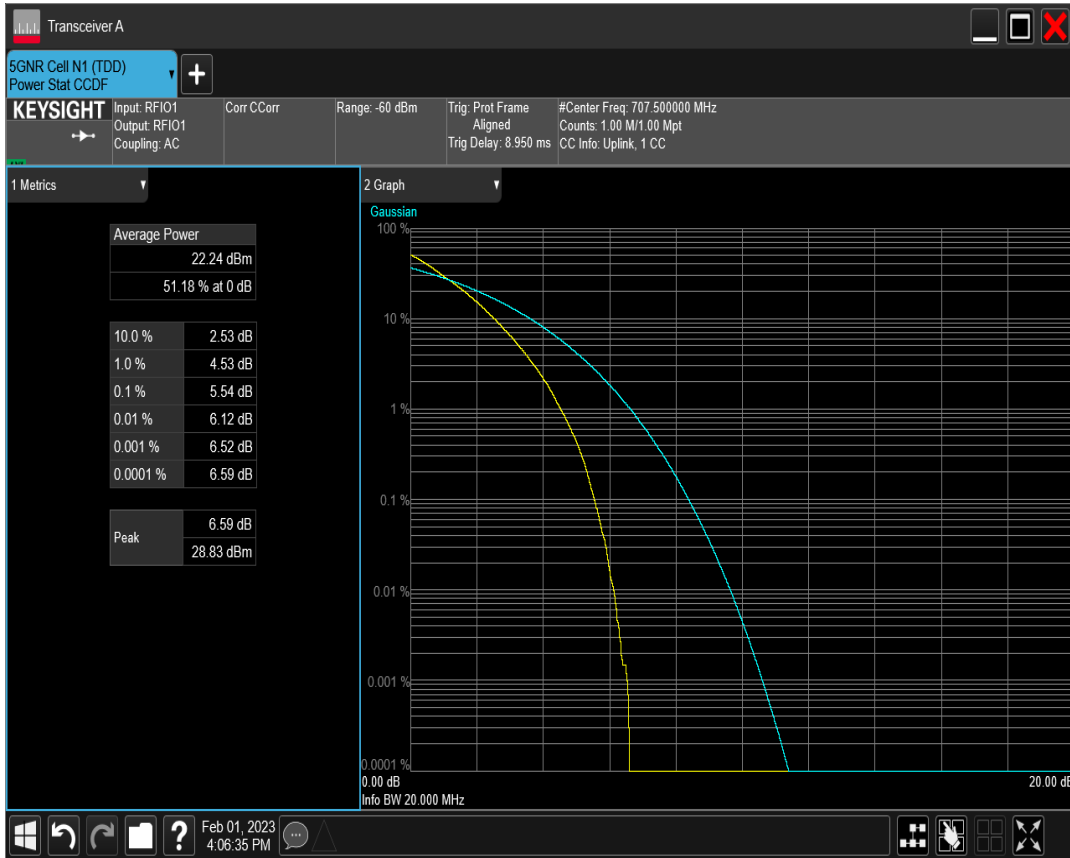 Transceiver A
5GNR Cell N1 (TDD)
Power Stat CCDF
KEYSIGHT
Input: RFIO1
Output: RFIO1
Coupling: AC
Corr CCorr
Range: -60 dBm
Trig: Prot Frame
Aligned
Trig Delay: 8.950 ms
#Center Freq: 707.500000 MHz
Counts: 1.00 M/1.00 Mpt
CC Info: Uplink, 1 CC
1 Metrics
Average Power
22.24 dBm
51.18 % at 0 dB
10.0 % 2.53 dB
1.0 % 4.53 dB
0.1 % 5.54 dB
0.01 % 6.12 dB
0.001 % 6.52 dB
0.0001 % 6.59 dB
Peak
6.59 dB
28.83 dBm
2 Graph
Gaussian
100 %
10 %
1 %
0.1 %
0.01 %
0.001 %
0.0001 %
0.00 dB
20.00 dB
Info BW 20.000 MHz
Feb 01, 2023
4:06:35 PM